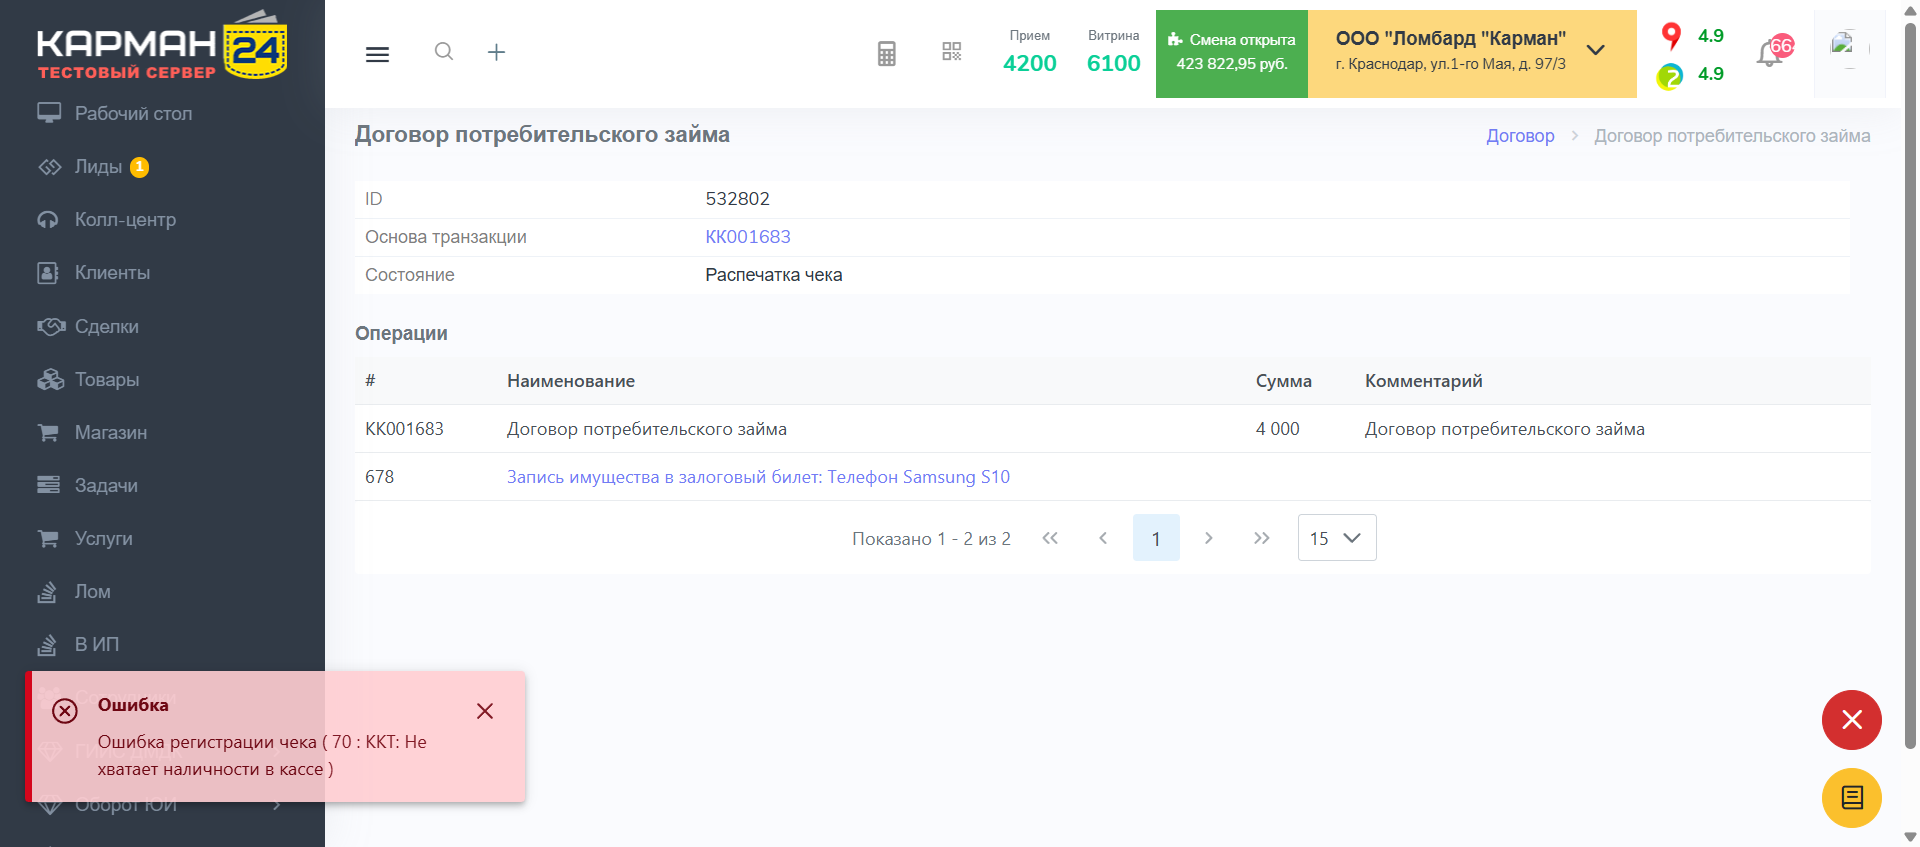 КАРМАН 24
ТЕСТОВЫЙ СЕРВЕР
Рабочий стол
Лиды 1
Колл-центр
Клиенты
Сделки
Товары
Магазин
Задачи
Услуги
Лом
В ИП
Оборот ЮИ
Прием
4200
Витрина
6100
Смена открыта
423 822,95 руб.
ООО "Ломбард "Карман"
г. Краснодар, ул.1-го Мая, д. 97/3
4.9
4.9
Договор потребительского займа
Договор > Договор потребительского займа
ID 532802
Основа транзакции КК001683
Состояние Распечатка чека
Операции
# Наименование Сумма Комментарий
КК001683 Договор потребительского займа 4 000 Договор потребительского займа
678 Запись имущества в залоговый билет: Телефон Samsung S10
Показано 1 - 2 из 2 1 15
Ошибка
Ошибка регистрации чека ( 70 : ККТ: Не
хватает наличности в кассе )